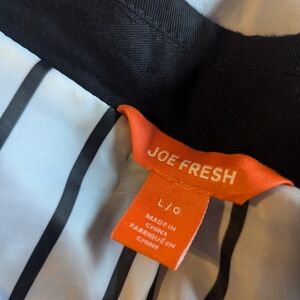 JOE FRESH
L/G
MADE IN
CHINA
FABRIQUÉ EN
CHINE